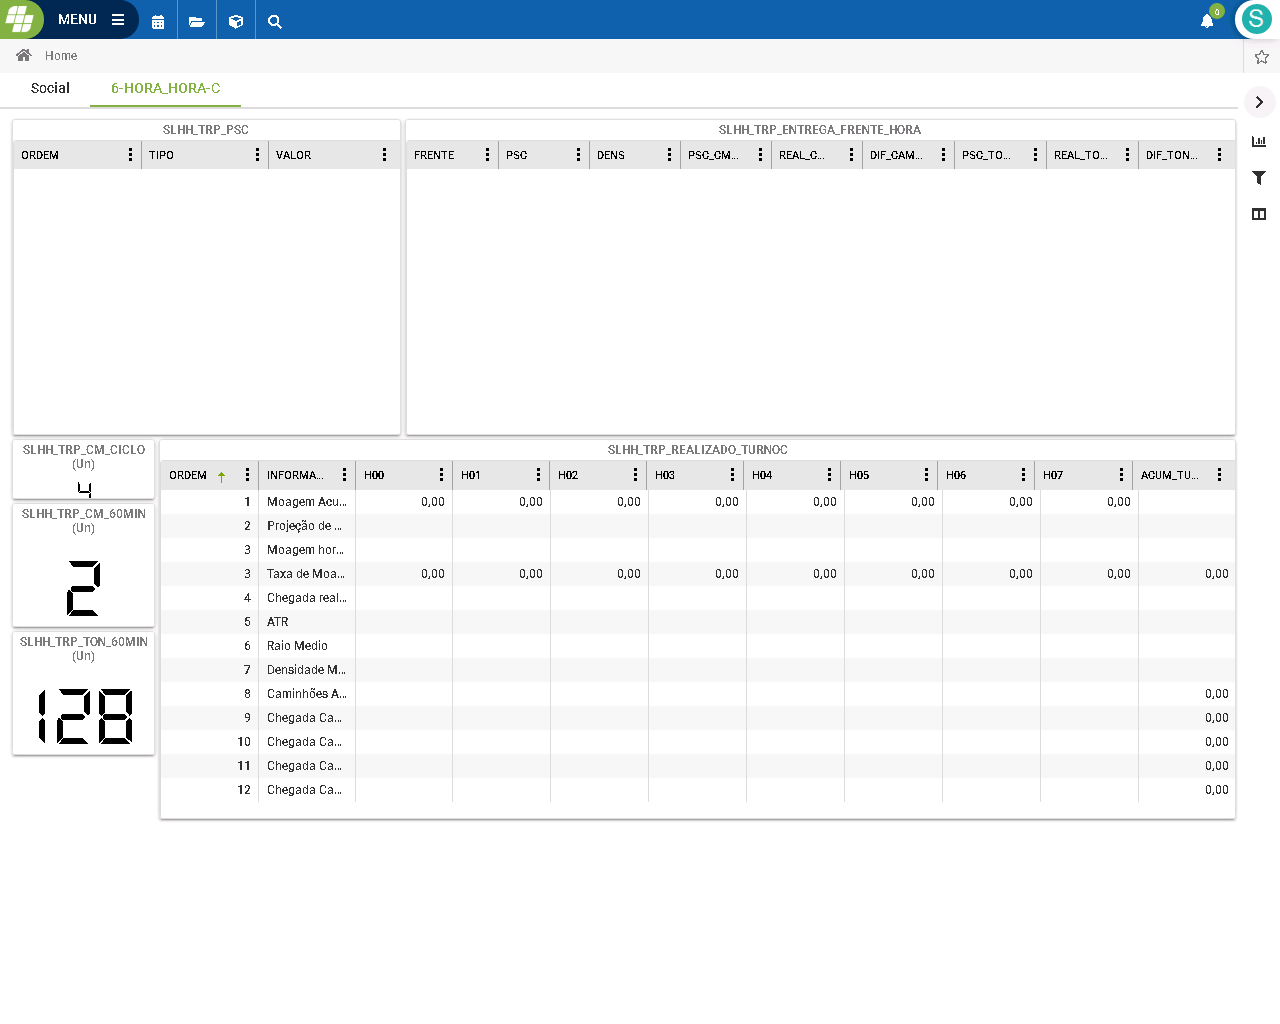 MENU
0
S
Home
Social
6-HORA_HORA-C
SLHH_TRP_PSC
ORDEM TIPO VALOR
SLHH_TRP_ENTREGA_FRENTE_HORA
FRENTE PSC DENS PSC_CM... REAL_C... DIF_CAM... PSC_TO... REAL_TO... DIF_TON...
SLHH_TRP_CM_CICLO
(Un)
4
SLHH_TRP_CM_60MIN
(Un)
2
SLHH_TRP_TON_60MIN
(Un)
128
SLHH_TRP_REALIZADO_TURNOC
ORDEM INFORMA... H00 H01 H02 H03 H04 H05 H06 H07 ACUM_TU...
1 Moagem Acu... 0,00 0,00 0,00 0,00 0,00 0,00 0,00 0,00
2 Projeção de ...
3 Moagem hor...
3 Taxa de Moa... 0,00 0,00 0,00 0,00 0,00 0,00 0,00 0,00 0,00
4 Chegada real...
5 ATR
6 Raio Medio
7 Densidade M...
8 Caminhões A... 0,00
9 Chegada Ca... 0,00
10 Chegada Ca... 0,00
11 Chegada Ca... 0,00
12 Chegada Ca... 0,00